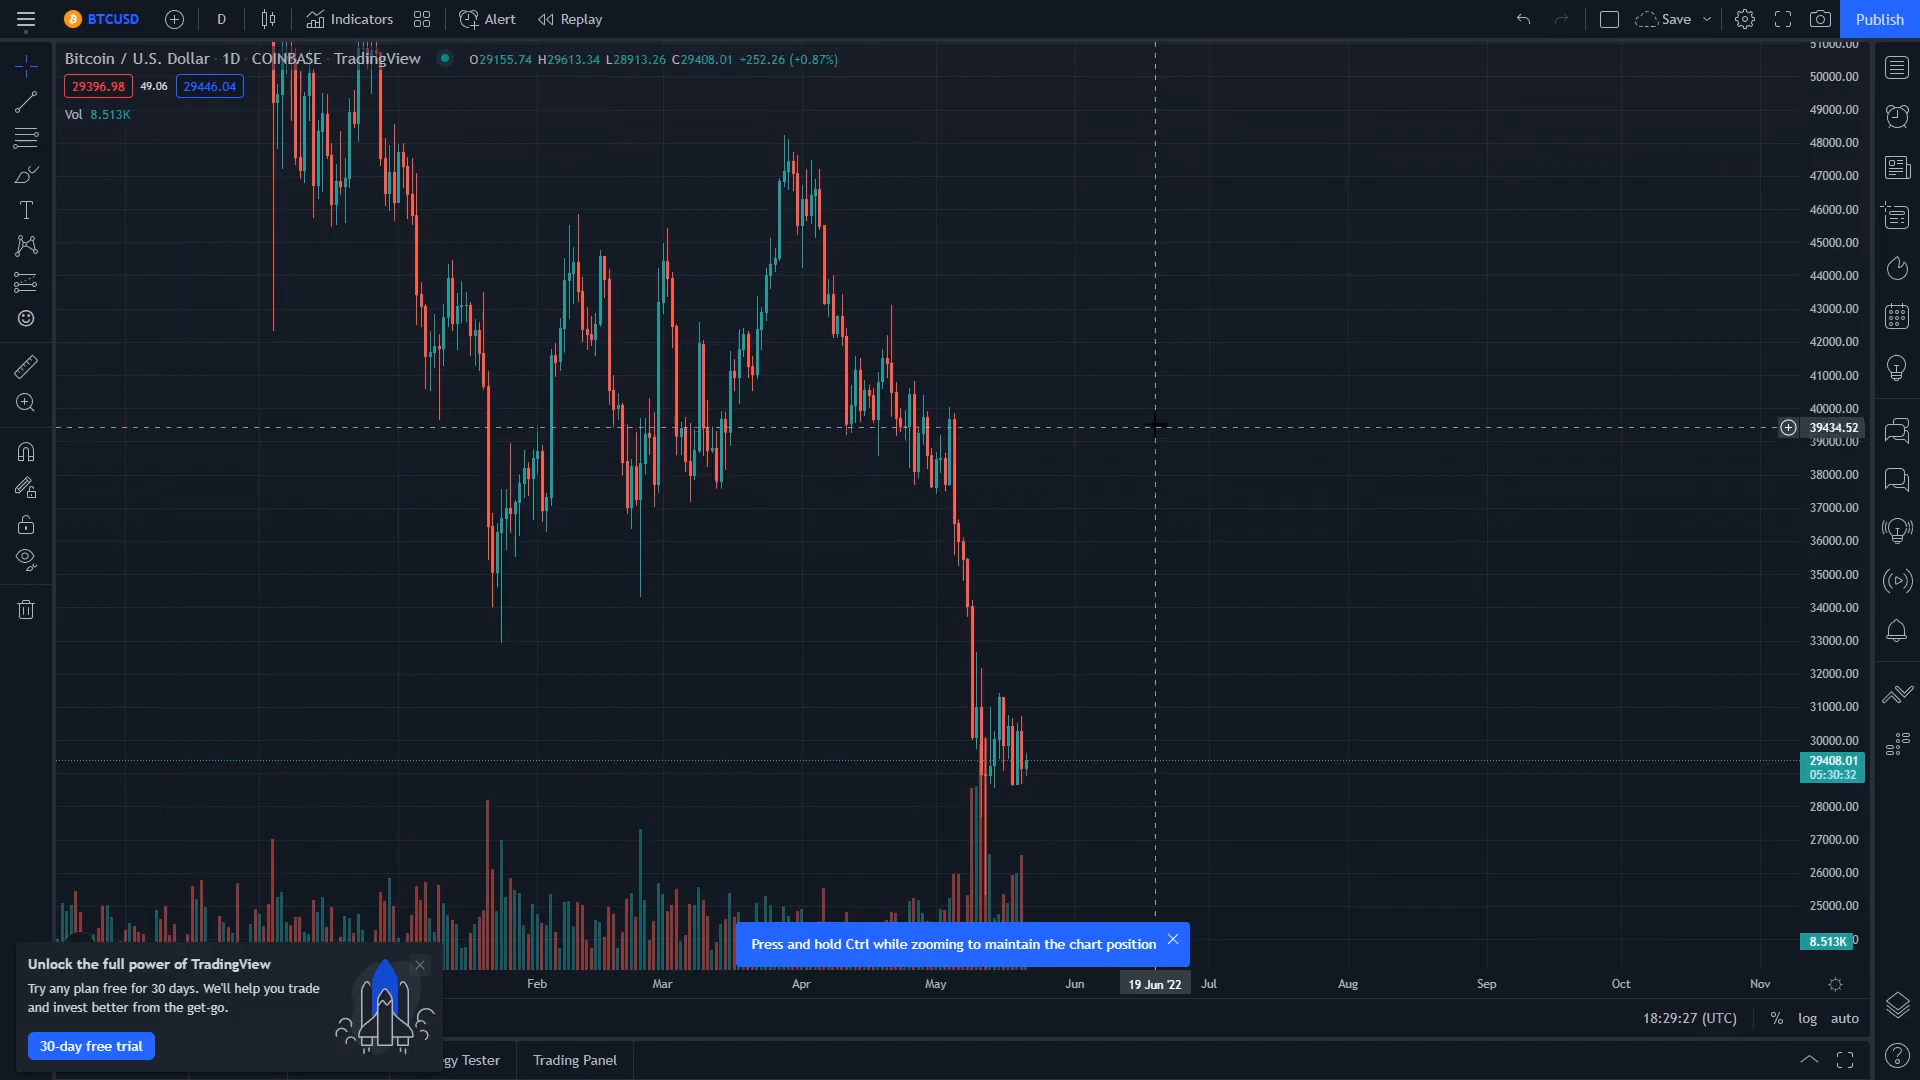 BTCUSD D Indicators Alert Replay Save Publish
Bitcoin / U.S. Dollar · 1D · COINBASE · TradingView O29155.74 H29613.34 L28913.26 C29408.01 +252.26 (+0.87%)
29396.98 49.06 29446.04
Vol 8.513K
51000.00
50000.00
49000.00
48000.00
47000.00
46000.00
45000.00
44000.00
43000.00
42000.00
41000.00
40000.00
39434.52
39000.00
38000.00
37000.00
36000.00
35000.00
34000.00
33000.00
32000.00
31000.00
30000.00
29408.01
05:30:32
28000.00
27000.00
26000.00
25000.00
8.513K
Press and hold Ctrl while zooming to maintain the chart position
Unlock the full power of TradingView
Try any plan free for 30 days. We'll help you trade
and invest better from the get-go.
30-day free trial
Feb Mar Apr May Jun 19 Jun '22 Jul Aug Sep Oct Nov
18:29:27 (UTC) % log auto
gy Tester Trading Panel